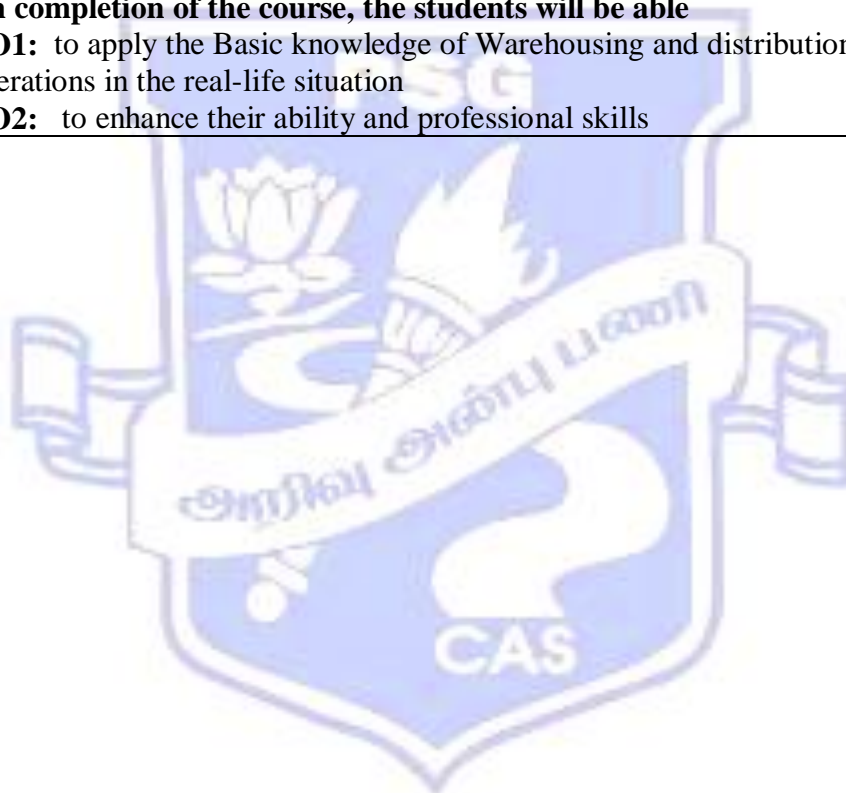 n completion of the course, the students will be able
O1: to apply the Basic knowledge of Warehousing and distribution
erations in the real-life situation
O2: to enhance their ability and professional skills
PSG
அறிவு அன்பு பணி
CAS